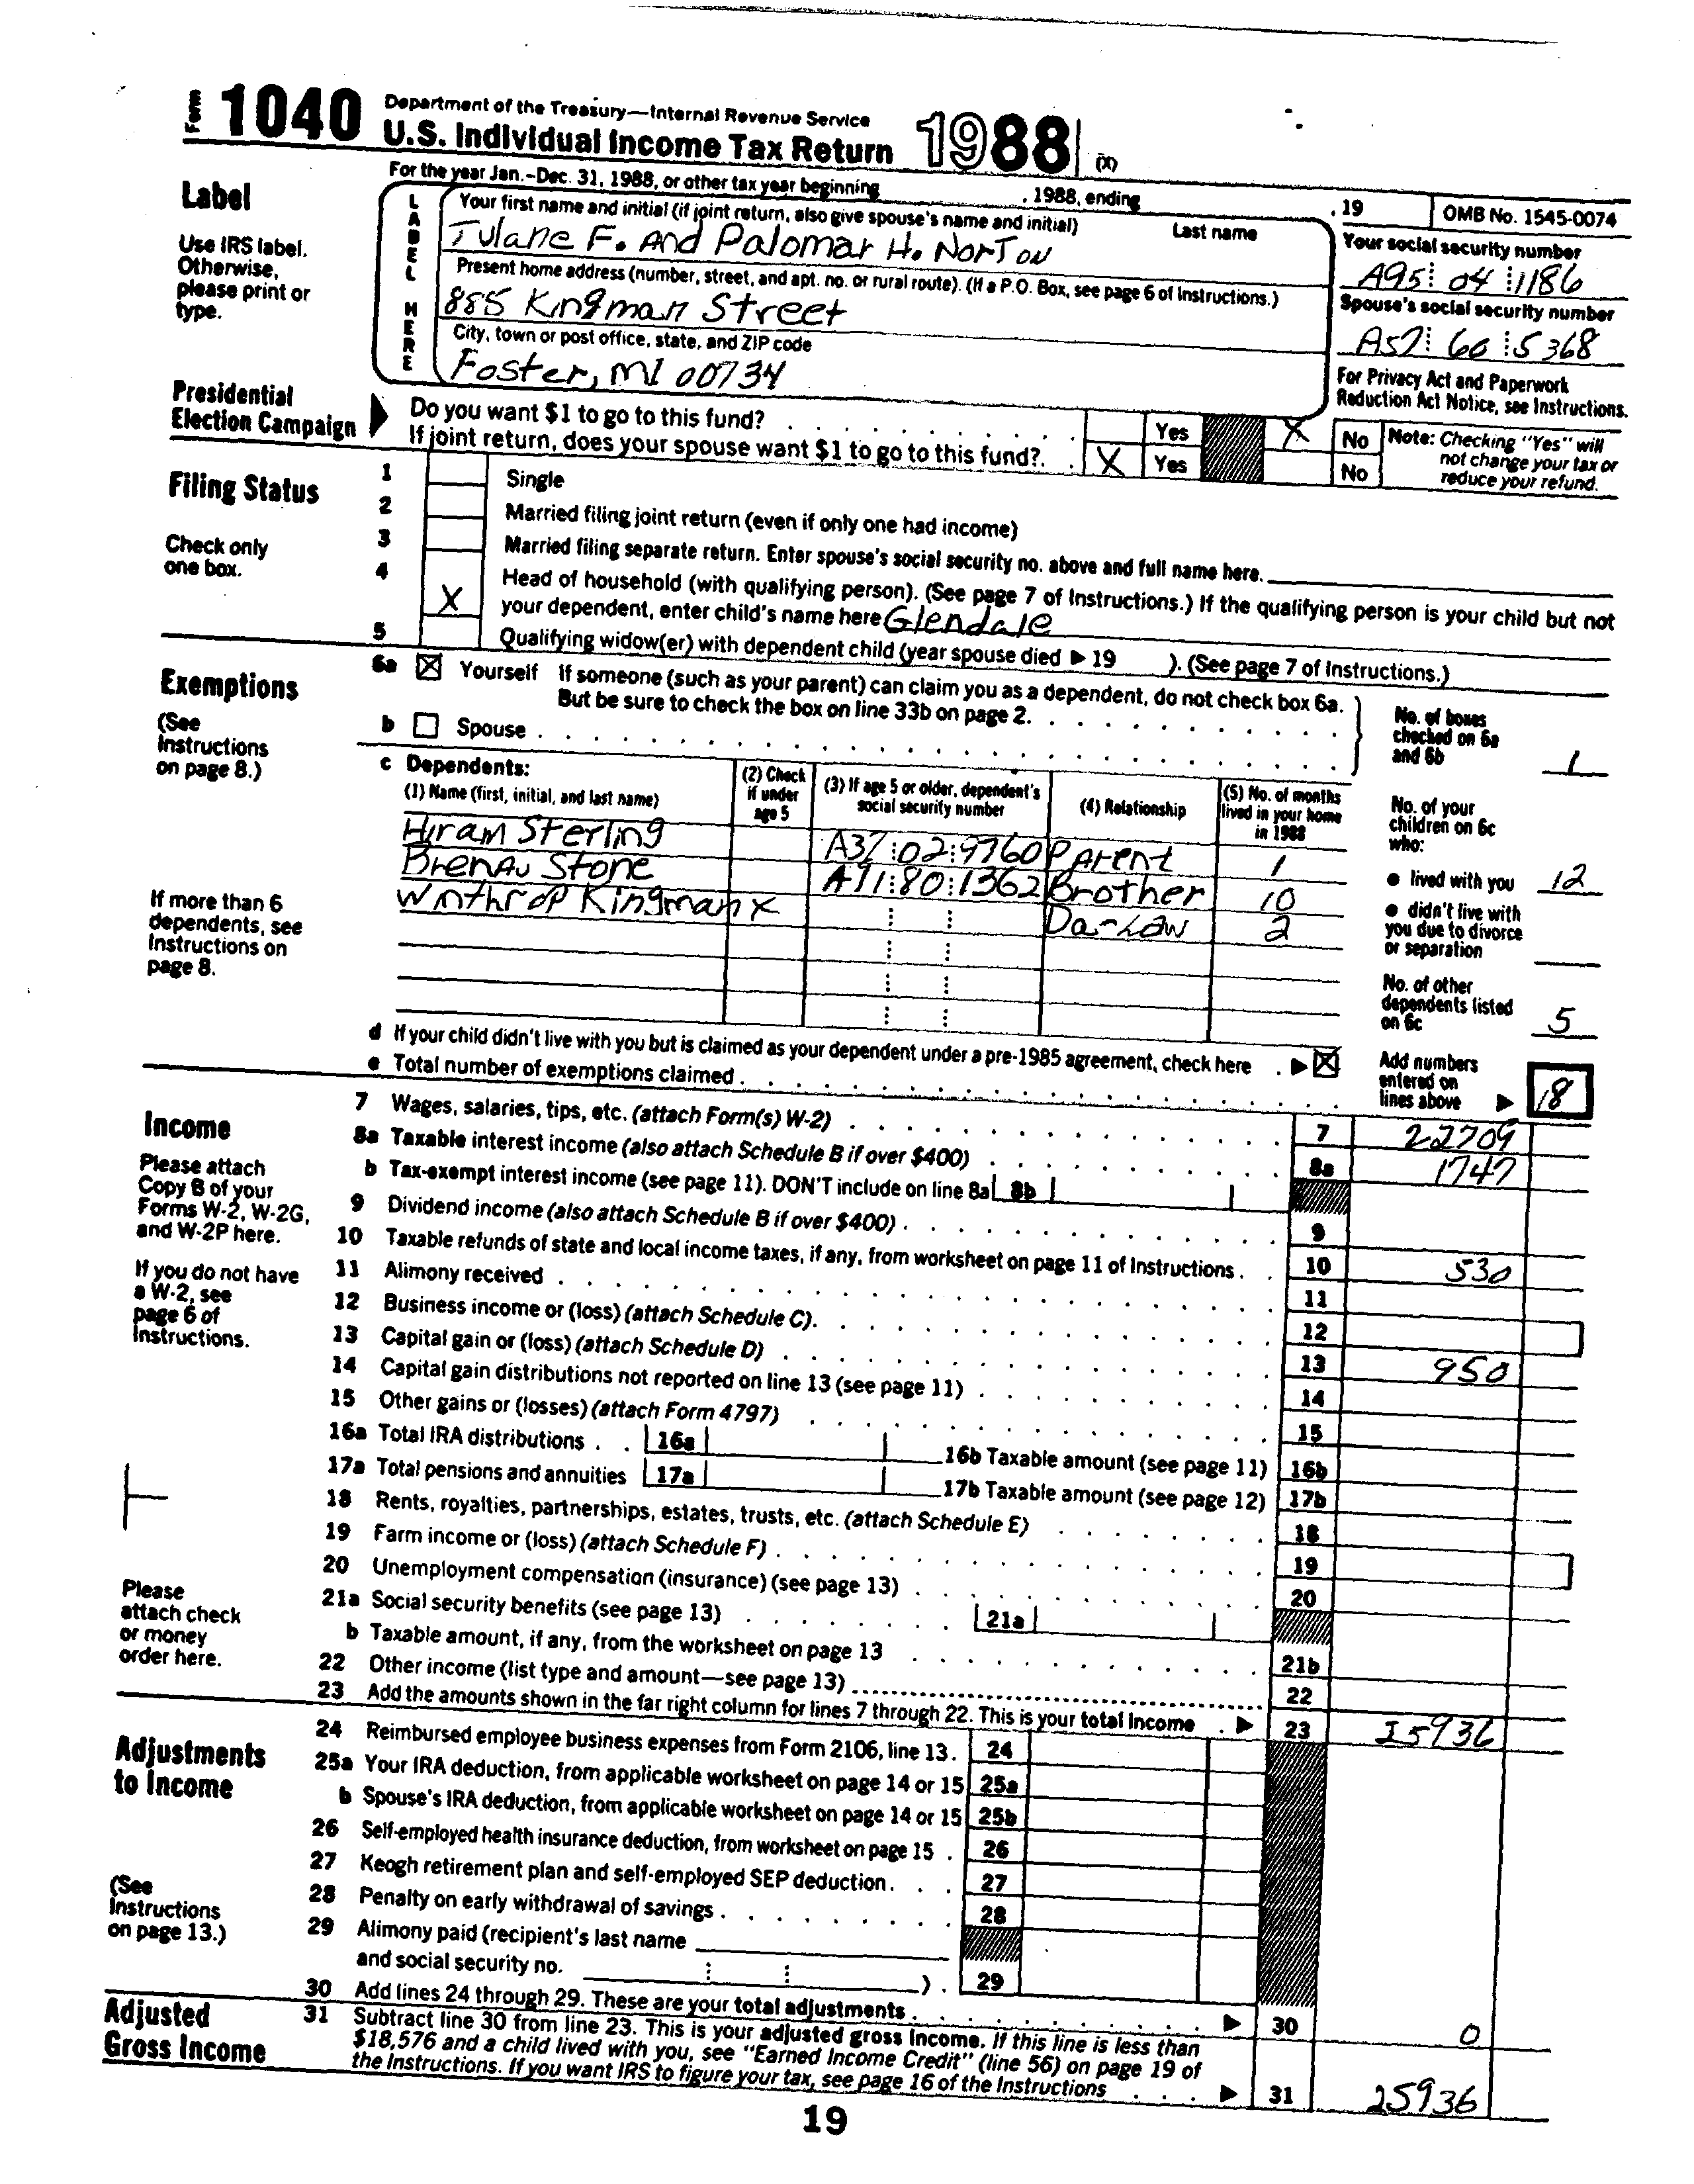 Form 1040 Department of the Treasury—Internal Revenue Service
U.S. Individual Income Tax Return 1988 (X)
For the year Jan.-Dec. 31, 1988, or other tax year beginning , 1988, ending , 19 OMB No. 1545-0074
Label
Use IRS label.
Otherwise,
please print or
type.
LABEL HERE
Your first name and initial (if joint return, also give spouse's name and initial) Last name
Tulane F. And Palomar H. Norton
Your social security number
A95 04 1186
Present home address (number, street, and apt. no. or rural route). (If a P.O. Box, see page 6 of Instructions.)
885 Kingman Street
Spouse's social security number
A57 60 5368
City, town or post office, state, and ZIP code
Foster, MI 00734
For Privacy Act and Paperwork
Reduction Act Notice, see Instructions.
Presidential
Election Campaign
Do you want $1 to go to this fund? Yes X No
If joint return, does your spouse want $1 to go to this fund?. X Yes No
Note: Checking "Yes" will
not change your tax or
reduce your refund.
Filing Status
Check only
one box.
1 Single
2 Married filing joint return (even if only one had income)
3 Married filing separate return. Enter spouse's social security no. above and full name here.
4 Head of household (with qualifying person). (See page 7 of Instructions.) If the qualifying person is your child but not
X your dependent, enter child's name here Glendale
5 Qualifying widow(er) with dependent child (year spouse died ▶ 19 ). (See page 7 of Instructions.)
Exemptions
(See
Instructions
on page 8.)
If more than 6
dependents, see
Instructions on
page 8.
6a X Yourself If someone (such as your parent) can claim you as a dependent, do not check box 6a.
But be sure to check the box on line 33b on page 2.
b Spouse
No. of boxes
checked on 6a
and 6b 1
c Dependents:
(1) Name (first, initial, and last name) (2) Check if under age 5 (3) If age 5 or older, dependent's social security number (4) Relationship (5) No. of months lived in your home in 1988
Hiram Sterling A37:02:9760 Parent 1
Brenau Stone A91:80:1362 Brother 10
Winthrop Kingman X Da-Law 2
No. of your
children on 6c
who:
● lived with you 12
● didn't live with
you due to divorce
or separation
No. of other
dependents listed
on 6c 5
d If your child didn't live with you but is claimed as your dependent under a pre-1985 agreement, check here ▶ X
e Total number of exemptions claimed
Add numbers
entered on
lines above ▶ 18
Income
Please attach
Copy B of your
Forms W-2, W-2G,
and W-2P here.
If you do not have
a W-2, see
page 6 of
Instructions.
Please
attach check
or money
order here.
7 Wages, salaries, tips, etc. (attach Form(s) W-2) 7 22709
8a Taxable interest income (also attach Schedule B if over $400) 8a 1747
b Tax-exempt interest income (see page 11). DON'T include on line 8a 8b
9 Dividend income (also attach Schedule B if over $400) 9
10 Taxable refunds of state and local income taxes, if any, from worksheet on page 11 of Instructions. 10 530
11 Alimony received 11
12 Business income or (loss) (attach Schedule C). 12
13 Capital gain or (loss) (attach Schedule D) 13 950
14 Capital gain distributions not reported on line 13 (see page 11) 14
15 Other gains or (losses) (attach Form 4797) 15
16a Total IRA distributions 16a 16b Taxable amount (see page 11) 16b
17a Total pensions and annuities 17a 17b Taxable amount (see page 12) 17b
18 Rents, royalties, partnerships, estates, trusts, etc. (attach Schedule E) 18
19 Farm income or (loss) (attach Schedule F) 19
20 Unemployment compensation (insurance) (see page 13) 20
21a Social security benefits (see page 13) 21a
b Taxable amount, if any, from the worksheet on page 13 21b
22 Other income (list type and amount—see page 13) 22
23 Add the amounts shown in the far right column for lines 7 through 22. This is your total income ▶ 23 25936
Adjustments
to Income
(See
Instructions
on page 13.)
24 Reimbursed employee business expenses from Form 2106, line 13. 24
25a Your IRA deduction, from applicable worksheet on page 14 or 15 25a
b Spouse's IRA deduction, from applicable worksheet on page 14 or 15 25b
26 Self-employed health insurance deduction, from worksheet on page 15 26
27 Keogh retirement plan and self-employed SEP deduction. 27
28 Penalty on early withdrawal of savings 28
29 Alimony paid (recipient's last name
and social security no. ) 29
30 Add lines 24 through 29. These are your total adjustments ▶ 30 0
Adjusted
Gross Income
31 Subtract line 30 from line 23. This is your adjusted gross income. If this line is less than
$18,576 and a child lived with you, see "Earned Income Credit" (line 56) on page 19 of
the Instructions. If you want IRS to figure your tax, see page 16 of the Instructions ▶ 31 25936
19